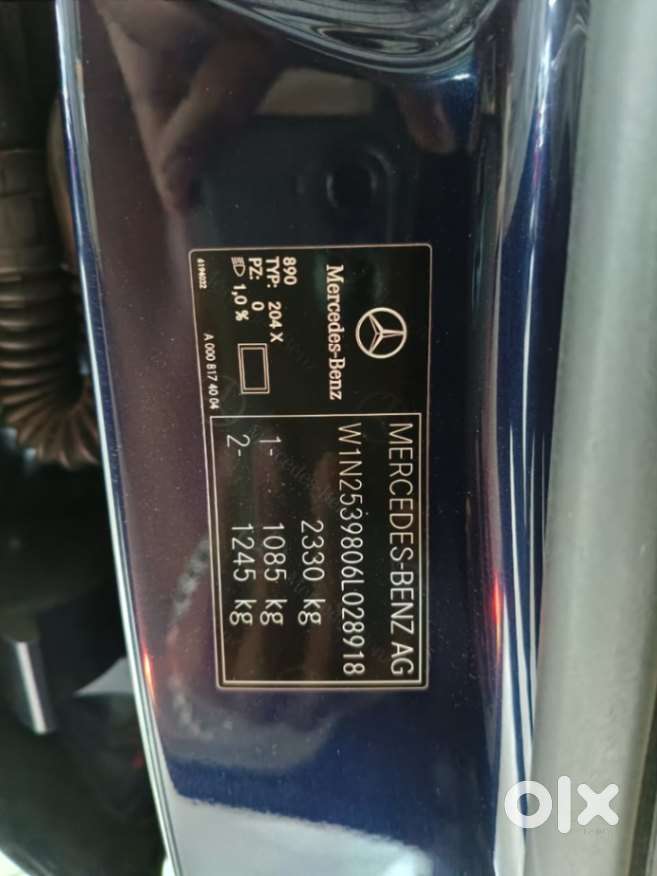 Mercedes-Benz
890
TYP: 204 X
PZ: 0
1,0 %
4194032
A 000 817 40 04
MERCEDES-BENZ AG
W1N2539806L028918
2330 kg
1- 1085 kg
2- 1245 kg
olx